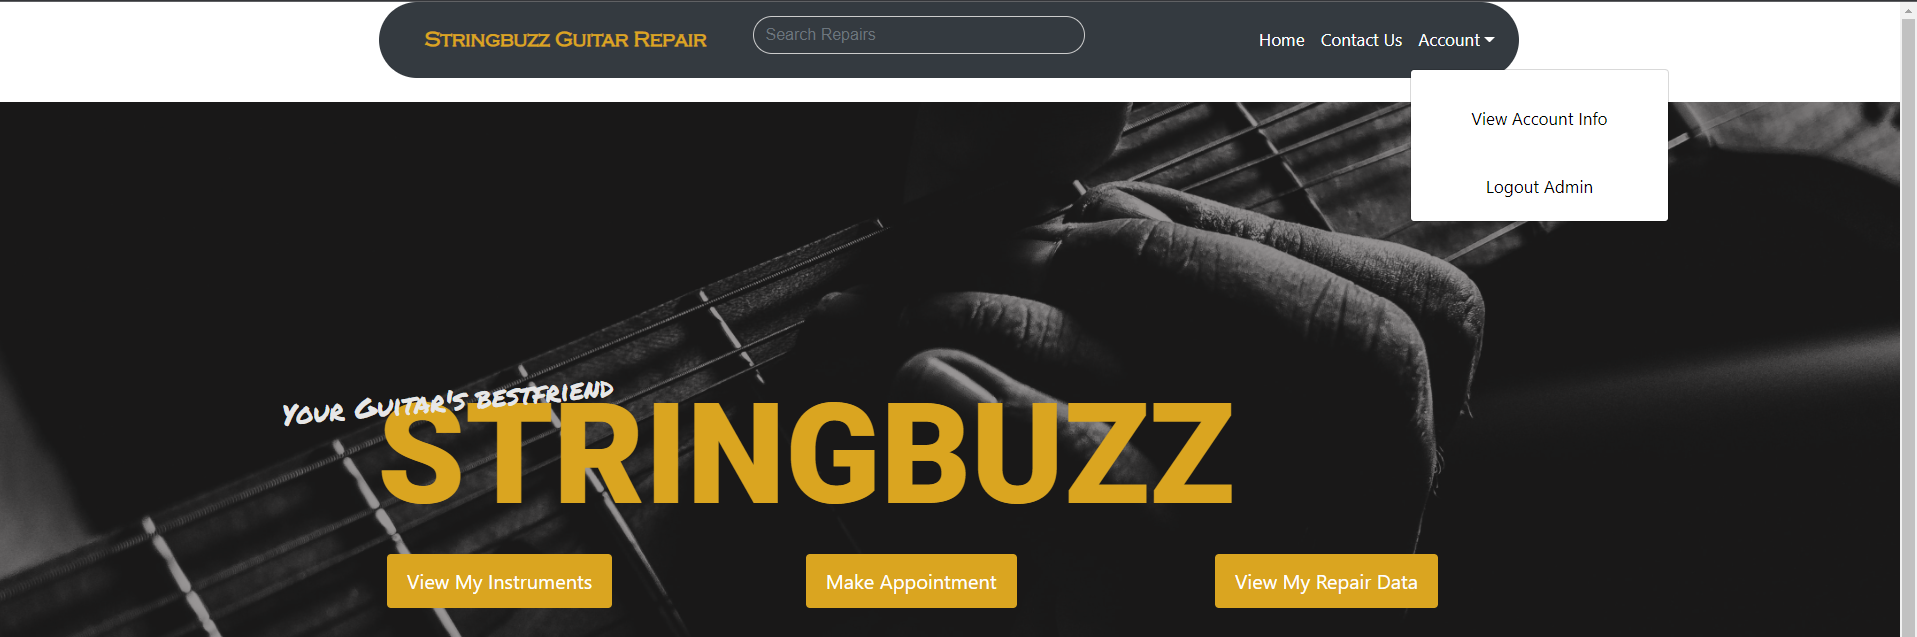 Stringbuzz Guitar Repair
Search Repairs
Home
Contact Us
Account
View Account Info
Logout Admin
Your Guitar's bestfriend
STRINGBUZZ
View My Instruments
Make Appointment
View My Repair Data